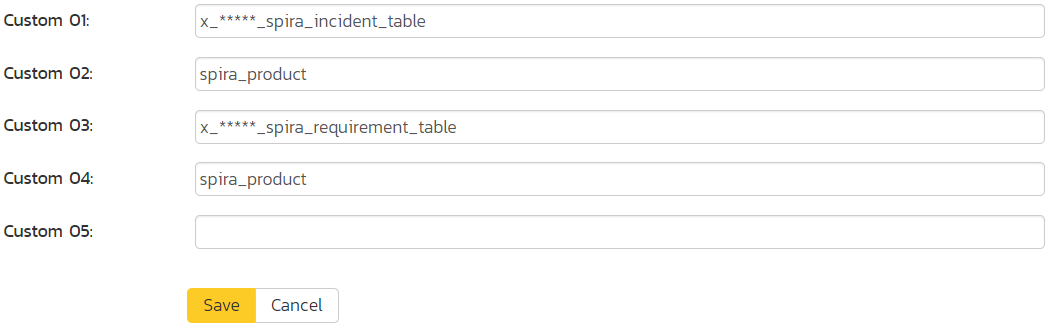 Custom 01: x_*****_spira_incident_table
Custom 02: spira_product
Custom 03: x_*****_spira_requirement_table
Custom 04: spira_product
Custom 05:
Save Cancel